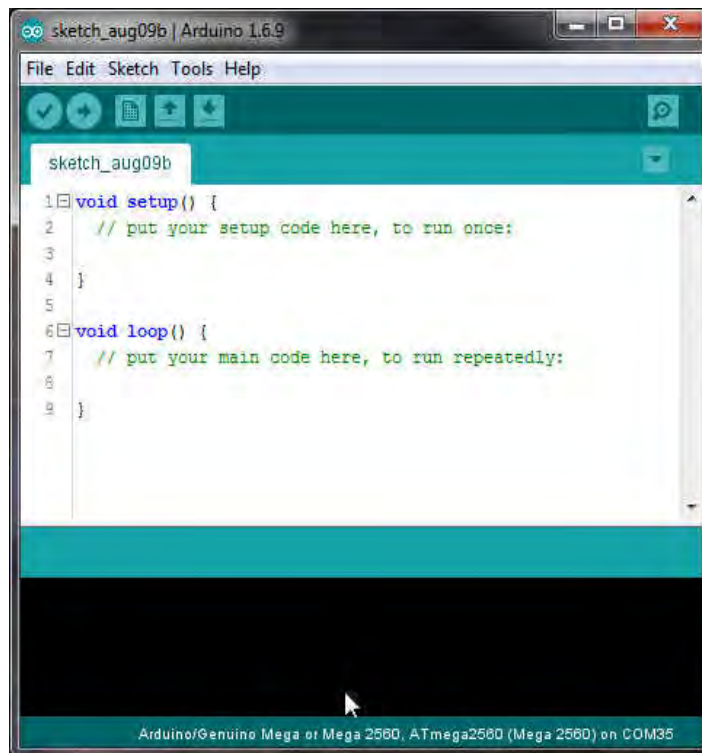 sketch_aug09b | Arduino 1.6.9
File Edit Sketch Tools Help
sketch_aug09b
1 void setup() {
2 // put your setup code here, to run once:
3
4 }
5
6 void loop() {
7 // put your main code here, to run repeatedly:
8
9 }
Arduino/Genuino Mega or Mega 2560, ATmega2560 (Mega 2560) on COM35